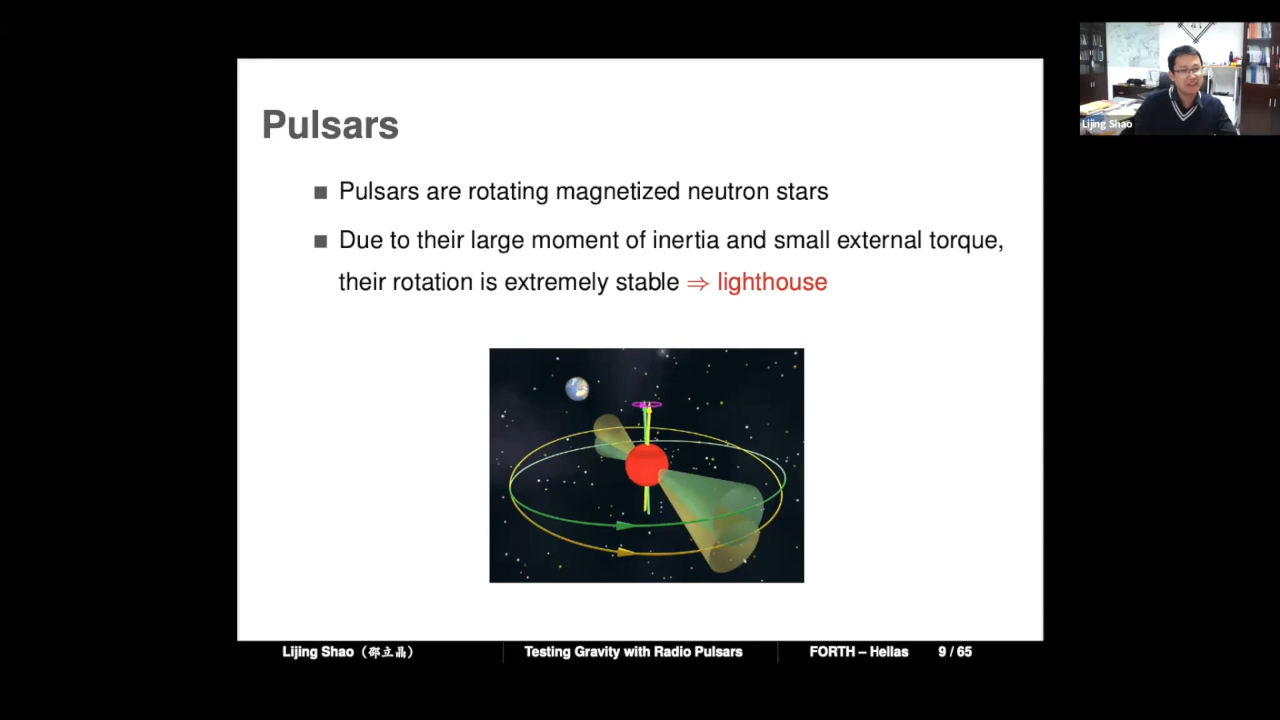 Pulsars
■ Pulsars are rotating magnetized neutron stars
■ Due to their large moment of inertia and small external torque,
their rotation is extremely stable ⇒ lighthouse
Lijing Shao
Lijing Shao (邵立晶) Testing Gravity with Radio Pulsars FORTH – Hellas 9 / 65